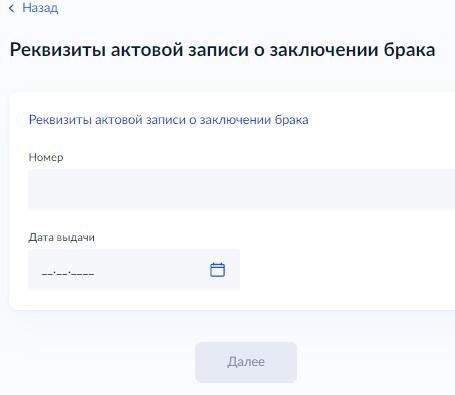 Назад
Реквизиты актовой записи о заключении брака
Реквизиты актовой записи о заключении брака
Номер
Дата выдачи
__.__.____
Далее